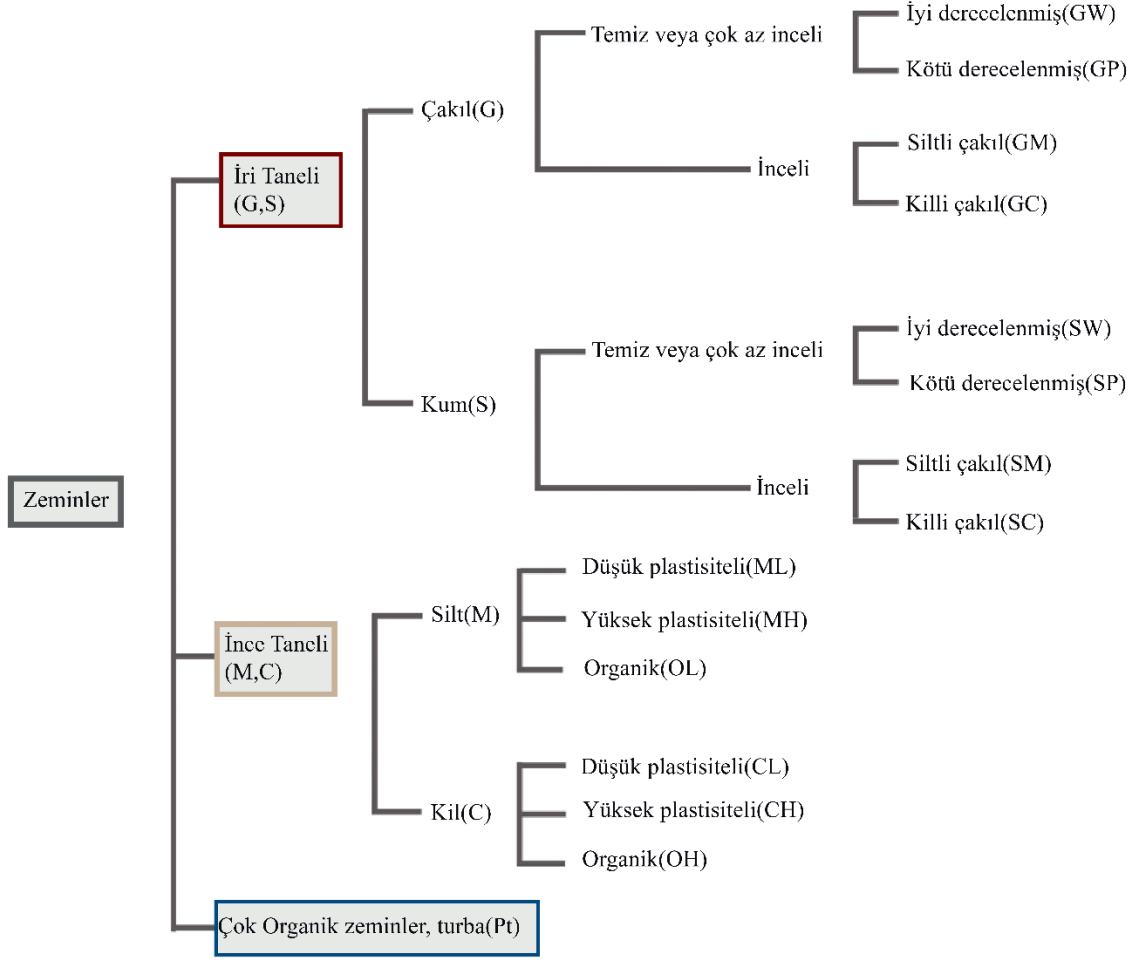 İyi derecelenmiş(GW)
Temiz veya çok az inceli
Kötü derecelenmiş(GP)
Çakıl(G)
Siltli çakıl(GM)
İnceli
İri Taneli
(G,S)
Killi çakıl(GC)
İyi derecelenmiş(SW)
Temiz veya çok az inceli
Kötü derecelenmiş(SP)
Kum(S)
Siltli çakıl(SM)
İnceli
Zeminler
Killi çakıl(SC)
Düşük plastisiteli(ML)
Silt(M)
Yüksek plastisiteli(MH)
İnce Taneli
(M,C)
Organik(OL)
Düşük plastisiteli(CL)
Kil(C)
Yüksek plastisiteli(CH)
Organik(OH)
Çok Organik zeminler, turba(Pt)